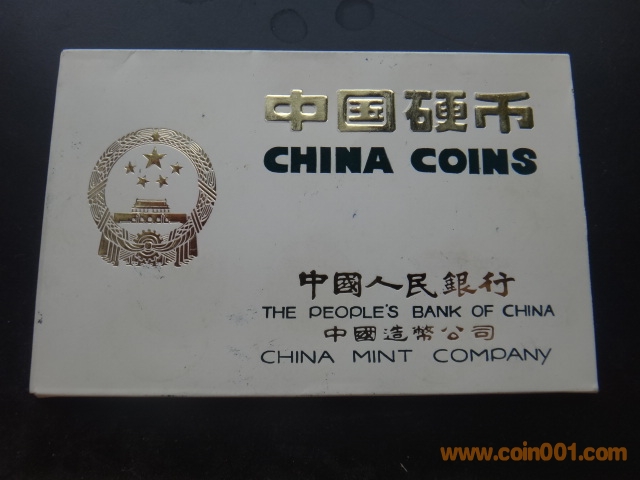 中国硬币
CHINA COINS
中國人民銀行
THE PEOPLE'S BANK OF CHINA
中國造幣公司
CHINA MINT COMPANY
www.coin001.com